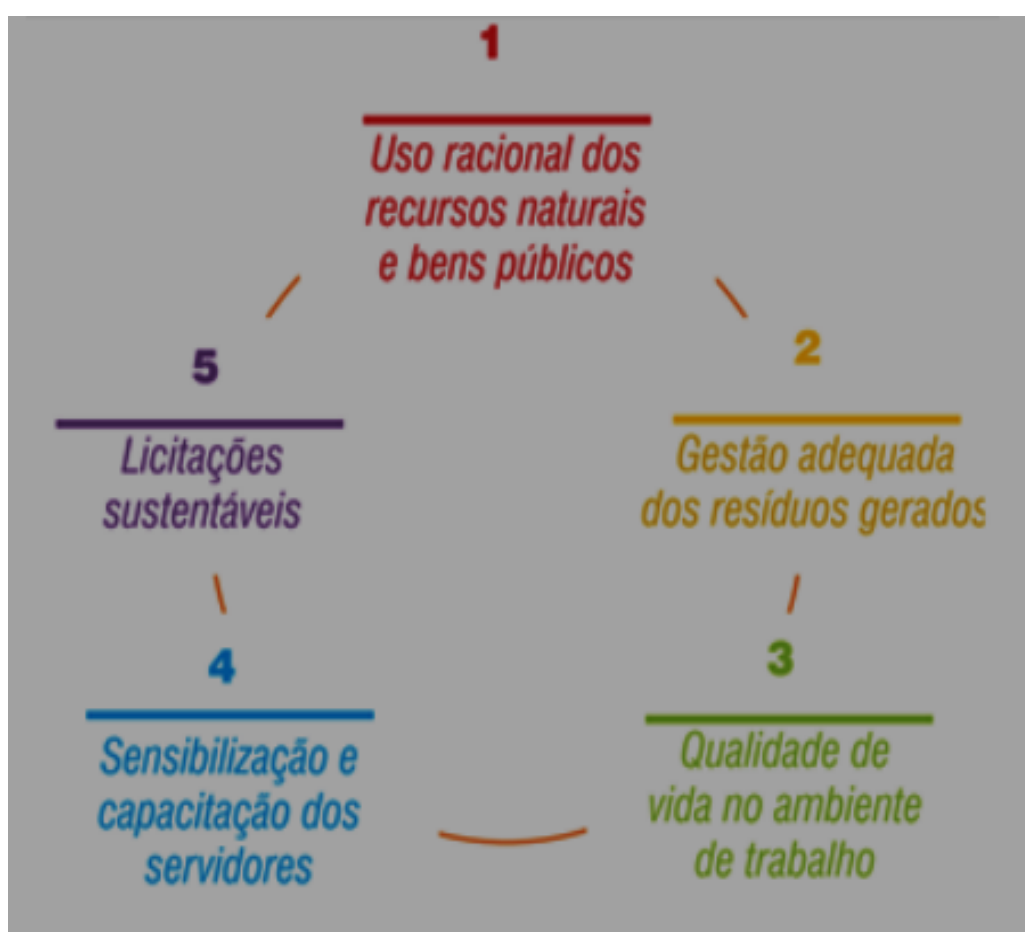 1
Uso racional dos
recursos naturais
e bens públicos
2
Gestão adequada
dos resíduos gerados
3
Qualidade de
vida no ambiente
de trabalho
4
Sensibilização e
capacitação dos
servidores
5
Licitações
sustentáveis